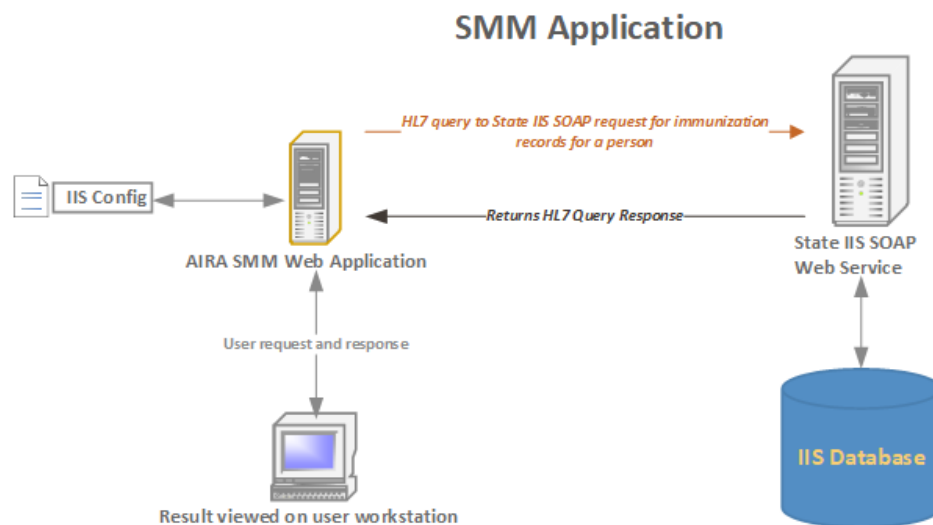 SMM Application
HL7 query to State IIS SOAP request for immunization
records for a person
IIS Config
Returns HL7 Query Response
AIRA SMM Web Application
State IIS SOAP
Web Service
User request and response
IIS Database
Result viewed on user workstation